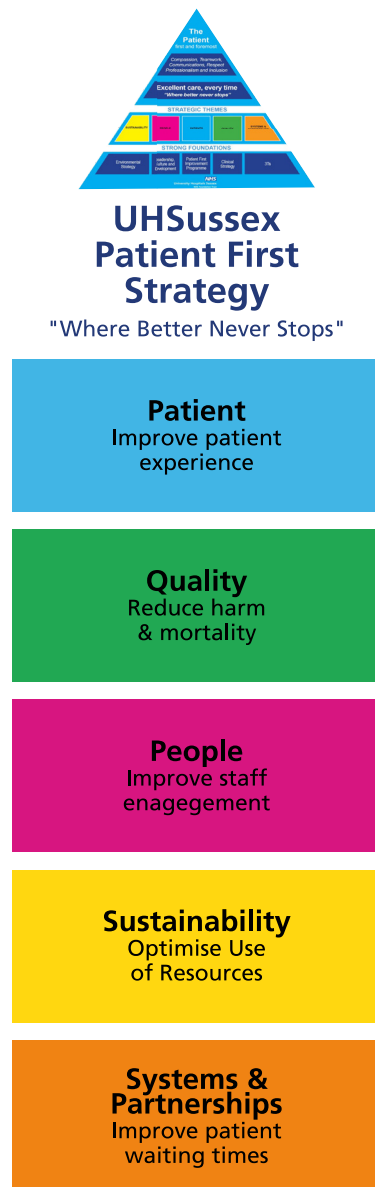 The
Patient
first and foremost
Compassion, Teamwork,
Communications, Respect
Professionalism and Inclusion
Excellent care, every time
"Where better never stops"
STRATEGIC THEMES
SUSTAINABILITY
STRONG FOUNDATIONS
Environmental
Strategy
Leadership,
Culture and
Development
Patient First
Improvement
Programme
Clinical
Strategy
NHS
UHSussex
Patient First
Strategy
"Where Better Never Stops"
Patient
Improve patient
experience
Quality
Reduce harm
& mortality
People
Improve staff
enagegement
Sustainability
Optimise Use
of Resources
Systems &
Partnerships
Improve patient
waiting times